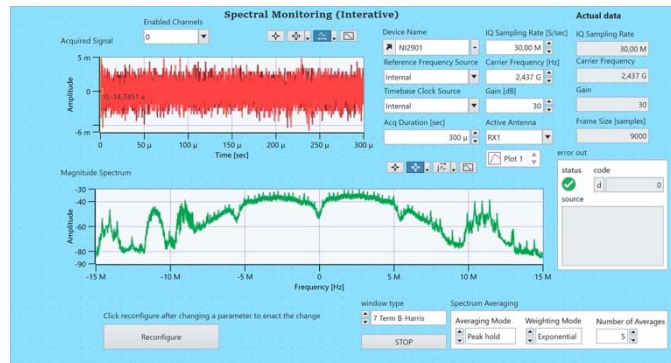 Spectral Monitoring (Interative)
Actual data
Enabled Channels
0
Acquired Signal
Device Name
NI2901
IQ Sampling Rate [S/sec]
30,00 M
IQ Sampling Rate
30,00 M
Reference Frequency Source
Internal
Carrier Frequency [Hz]
2,437 G
Carrier Frequency
2,437 G
Timebase Clock Source
Internal
Gain [dB]
30
Gain
30
Acq Duration [sec]
300 µ
Active Antenna
RX1
Frame Size [samples]
9000
Plot 1
Amplitude
5 m
0
-6 m
0;-14,7451 a
0 50 µ 100 µ 150 µ 200 µ 250 µ 300 µ
Time [sec]
error out
status code
d 0
source
Magnitude Spectrum
Amplitude
-30
-40
-60
-80
-90
-15 M -10 M -5 M 0 5 M 10 M 15 M
Frequency [Hz]
Click reconfigure after changing a parameter to enact the change
Reconfigure
window type
7 Term B-Harris
STOP
Spectrum Averaging
Averaging Mode Weighting Mode Number of Averages
Peak hold Exponential 5